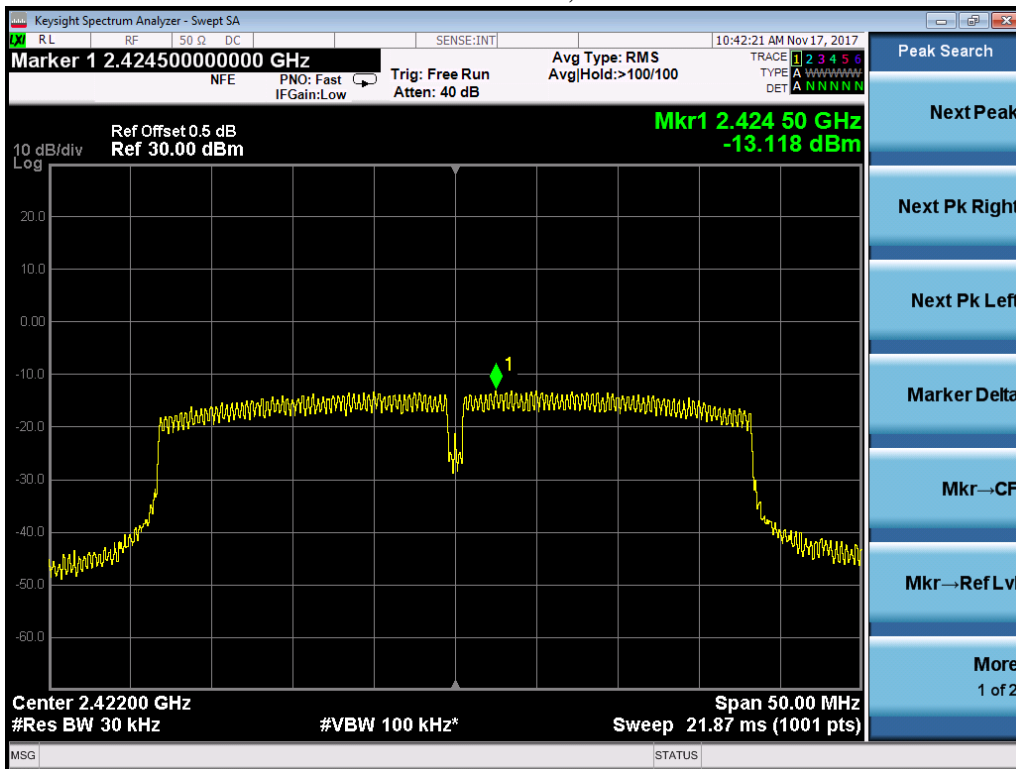 Keysight Spectrum Analyzer - Swept SA
LXI RL RF 50 Ω DC SENSE:INT 10:42:21 AM Nov 17, 2017
Marker 1 2.424500000000 GHz
NFE
PNO: Fast
IFGain:Low
Trig: Free Run
Atten: 40 dB
Avg Type: RMS
Avg|Hold:>100/100
TRACE 1 2 3 4 5 6
TYPE A WWWWW
DET A N N N N N
Peak Search
Ref Offset 0.5 dB
10 dB/div Ref 30.00 dBm
Log
Mkr1 2.424 50 GHz
-13.118 dBm
20.0
10.0
0.00
-10.0
-20.0
-30.0
-40.0
-50.0
-60.0
1
Center 2.42200 GHz
Span 50.00 MHz
#Res BW 30 kHz
#VBW 100 kHz*
Sweep 21.87 ms (1001 pts)
MSG
STATUS
Next Peak
Next Pk Right
Next Pk Left
Marker Delta
Mkr→CF
Mkr→Ref Lvl
More
1 of 2